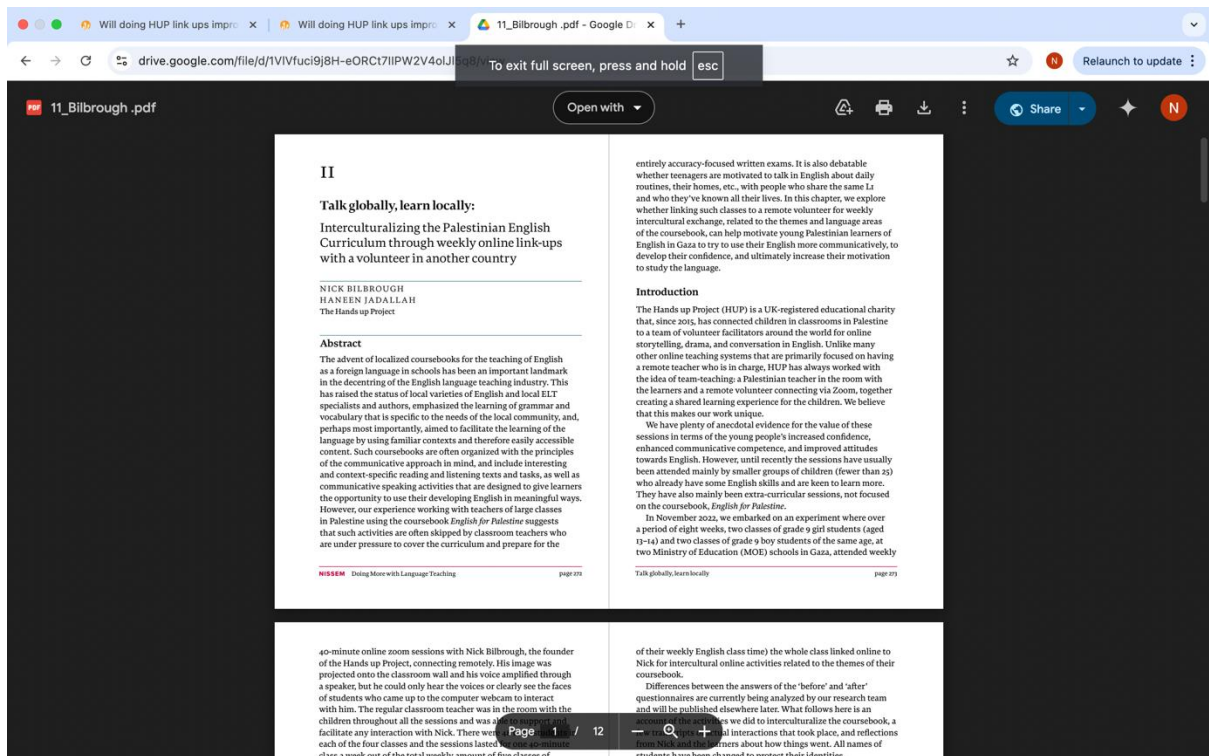 Will doing HUP link ups impro
Will doing HUP link ups impro
11_Bilbrough .pdf - Google D
drive.google.com/file/d/1VlVfuci9j8H-eORCt7IlPW2V4olJl
To exit full screen, press and hold esc
N
Relaunch to update
PDF
11_Bilbrough .pdf
Open with
Share
N
II
Talk globally, learn locally:
Interculturalizing the Palestinian English
Curriculum through weekly online link-ups
with a volunteer in another country
NICK BILBROUGH
HANEEN JADALLAH
The Hands up Project
Abstract
The advent of localized coursebooks for the teaching of English
as a foreign language in schools has been an important landmark
in the decentring of the English language teaching industry. This
has raised the status of local varieties of English and local ELT
specialists and authors, emphasized the learning of grammar and
vocabulary that is specific to the needs of the local community, and,
perhaps most importantly, aimed to facilitate the learning of the
language by using familiar contexts and therefore easily accessible
content. Such coursebooks are often organized with the principles
of the communicative approach in mind, and include interesting
and context-specific reading and listening texts and tasks, as well as
communicative speaking activities that are designed to give learners
the opportunity to use their developing English in meaningful ways.
However, our experience working with teachers of large classes
in Palestine using the coursebook English for Palestine suggests
that such activities are often skipped by classroom teachers who
are under pressure to cover the curriculum and prepare for the
NISSEM Doing More with Language Teaching page 272
entirely accuracy-focused written exams. It is also debatable
whether teenagers are motivated to talk in English about daily
routines, their homes, etc., with people who share the same L1
and who they've known all their lives. In this chapter, we explore
whether linking such classes to a remote volunteer for weekly
intercultural exchange, related to the themes and language areas
of the coursebook, can help motivate young Palestinian learners of
English in Gaza to try to use their English more communicatively, to
develop their confidence, and ultimately increase their motivation
to study the language.
Introduction
The Hands up Project (HUP) is a UK-registered educational charity
that, since 2015, has connected children in classrooms in Palestine
to a team of volunteer facilitators around the world for online
storytelling, drama, and conversation in English. Unlike many
other online teaching systems that are primarily focused on having
a remote teacher who is in charge, HUP has always worked with
the idea of team-teaching: a Palestinian teacher in the room with
the learners and a remote volunteer connecting via Zoom, together
creating a shared learning experience for the children. We believe
that this makes our work unique.
We have plenty of anecdotal evidence for the value of these
sessions in terms of the young people's increased confidence,
enhanced communicative competence, and improved attitudes
towards English. However, until recently the sessions have usually
been attended mainly by smaller groups of children (fewer than 25)
who already have some English skills and are keen to learn more.
They have also mainly been extra-curricular sessions, not focused
on the coursebook, English for Palestine.
In November 2022, we embarked on an experiment where over
a period of eight weeks, two classes of grade 9 girl students (aged
13–14) and two classes of grade 9 boy students of the same age, at
two Ministry of Education (MOE) schools in Gaza, attended weekly
Talk globally, learn locally page 273
40-minute online zoom sessions with Nick Bilbrough, the founder
of the Hands up Project, connecting remotely. His image was
projected onto the classroom wall and his voice amplified through
a speaker, but he could only hear the voices or clearly see the faces
of students who came up to the computer webcam to interact
with him. The regular classroom teacher was in the room with the
children throughout all the sessions and was able to support and
facilitate any interaction with Nick. There were
each of the four classes and the sessions lasted for one 40-minute
class a week out of the total weekly amount of five classes of
of their weekly English class time) the whole class linked online to
Nick for intercultural online activities related to the themes of their
coursebook.
Differences between the answers of the 'before' and 'after'
questionnaires are currently being analyzed by our research team
and will be published elsewhere later. What follows here is an
account of the activities we did to interculturalize the coursebook, a
few transcripts of actual interactions that took place, and reflections
from Nick and the learners about how things went. All names of
students have been changed to protect their identities.
Page 1 / 12